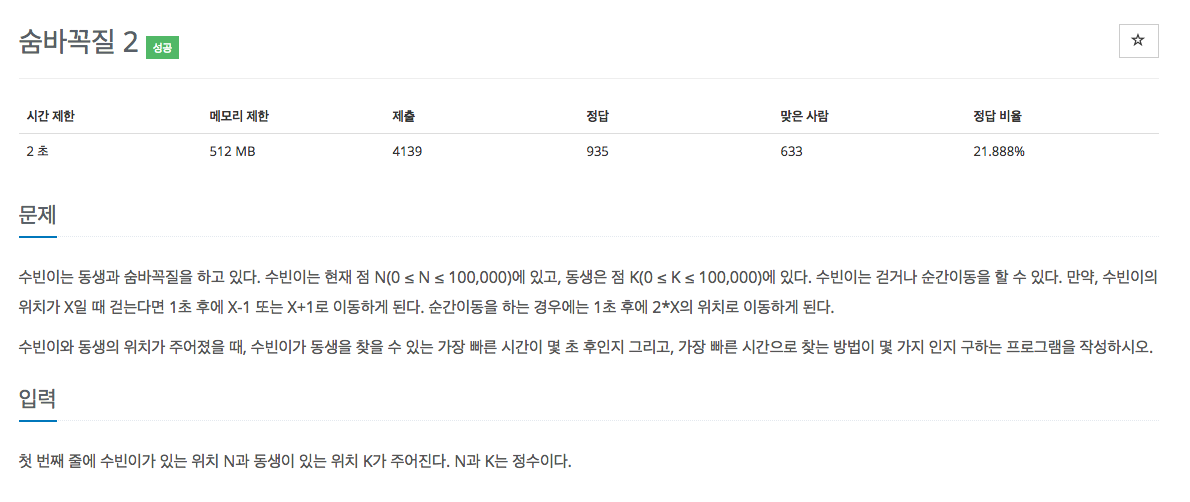 숨바꼭질 2 성공
☆
시간 제한 메모리 제한 제출 정답 맞은 사람 정답 비율
2 초 512 MB 4139 935 633 21.888%
문제
수빈이는 동생과 숨바꼭질을 하고 있다. 수빈이는 현재 점 N(0 ≤ N ≤ 100,000)에 있고, 동생은 점 K(0 ≤ K ≤ 100,000)에 있다. 수빈이는 걷거나 순간이동을 할 수 있다. 만약, 수빈이의
위치가 X일 때 걷는다면 1초 후에 X-1 또는 X+1로 이동하게 된다. 순간이동을 하는 경우에는 1초 후에 2*X의 위치로 이동하게 된다.
수빈이와 동생의 위치가 주어졌을 때, 수빈이가 동생을 찾을 수 있는 가장 빠른 시간이 몇 초 후인지 그리고, 가장 빠른 시간으로 찾는 방법이 몇 가지 인지 구하는 프로그램을 작성하시오.
입력
첫 번째 줄에 수빈이가 있는 위치 N과 동생이 있는 위치 K가 주어진다. N과 K는 정수이다.